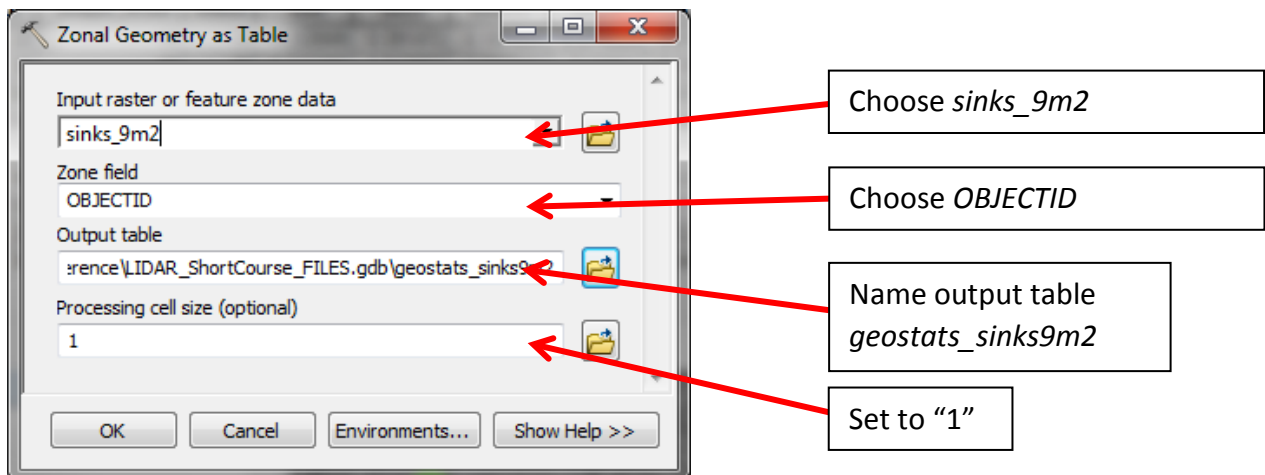 Zonal Geometry as Table
Input raster or feature zone data
sinks_9m2
Choose sinks_9m2
Zone field
OBJECTID
Choose OBJECTID
Output table
erence\LIDAR_ShortCourse_FILES.gdb\geostats_sinks9m2
Name output table
geostats_sinks9m2
Processing cell size (optional)
1
Set to “1”
OK
Cancel
Environments...
Show Help >>